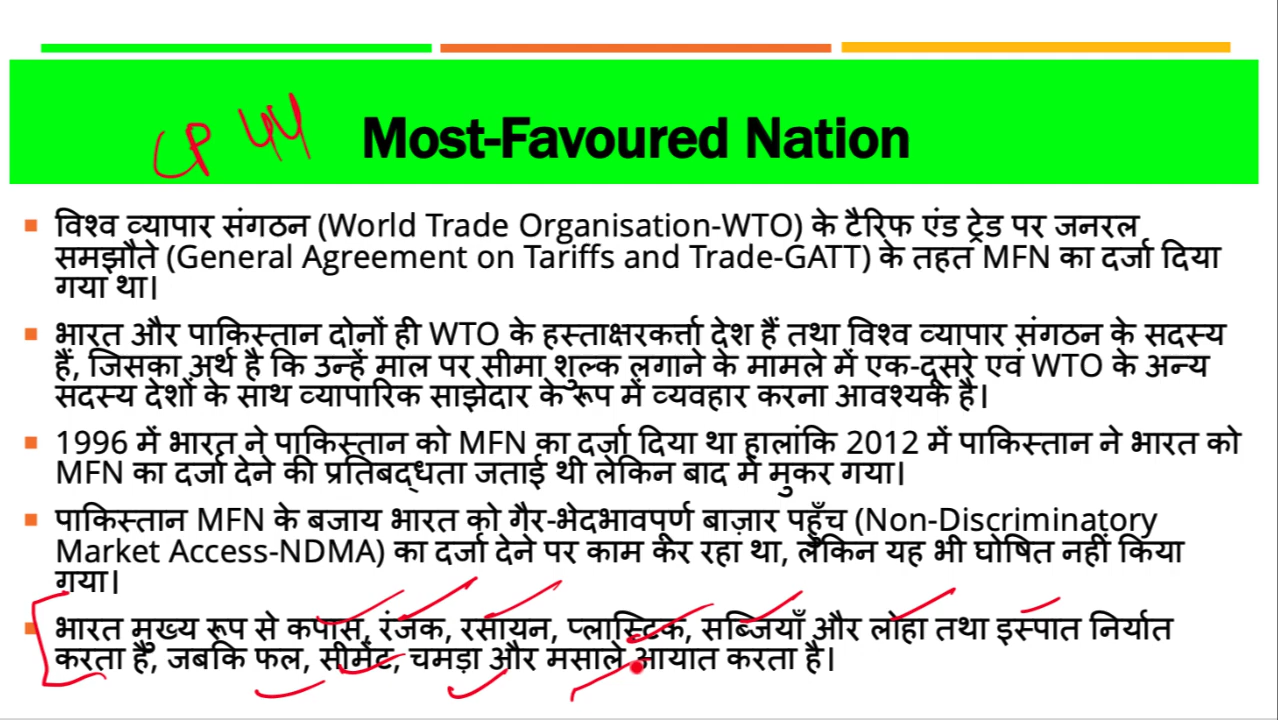 CP 44
Most-Favoured Nation
विश्व व्यापार संगठन (World Trade Organisation-WTO) के टैरिफ एंड ट्रेड पर जनरल
समझौते (General Agreement on Tariffs and Trade-GATT) के तहत MFN का दर्जा दिया
गया था।
भारत और पाकिस्तान दोनों ही WTO के हस्ताक्षरकर्त्ता देश हैं तथा विश्व व्यापार संगठन के सदस्य
हैं, जिसका अर्थ है कि उन्हें माल पर सीमा शुल्क लगाने के मामले में एक-दूसरे एवं WTO के अन्य
सदस्य देशों के साथ व्यापारिक साझेदार के रूप में व्यवहार करना आवश्यक है।
1996 में भारत ने पाकिस्तान को MFN का दर्जा दिया था हालांकि 2012 में पाकिस्तान ने भारत को
MFN का दर्जा देने की प्रतिबद्धता जताई थी लेकिन बाद में मुकर गया।
पाकिस्तान MFN के बजाय भारत को गैर-भेदभावपूर्ण बाज़ार पहुँच (Non-Discriminatory
Market Access-NDMA) का दर्जा देने पर काम कर रहा था, लेकिन यह भी घोषित नहीं किया
गया।
भारत मुख्य रूप से कपास, रंजक, रसायन, प्लास्टिक, सब्जियाँ और लोहा तथा इस्पात निर्यात
करता है, जबकि फल, सीमेंट, चमड़ा और मसाले आयात करता है।